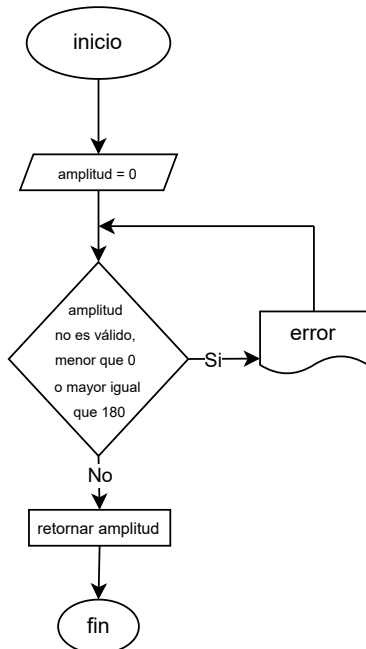 inicio
amplitud = 0
amplitud
no es válido,
menor que 0
o mayor igual
que 180
Si
error
No
retornar amplitud
fin